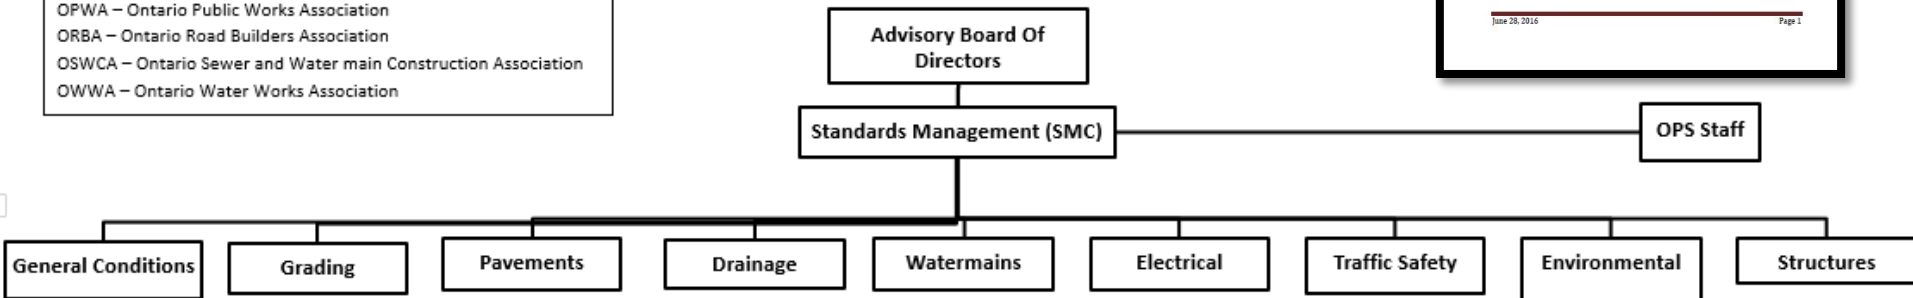 OPWA – Ontario Public Works Association
ORBA – Ontario Road Builders Association
OSWCA – Ontario Sewer and Water main Construction Association
OWWA – Ontario Water Works Association
Advisory Board Of
Directors
June 28, 2016 Page 1
Standards Management (SMC)
OPS Staff
General Conditions
Grading
Pavements
Drainage
Watermains
Electrical
Traffic Safety
Environmental
Structures